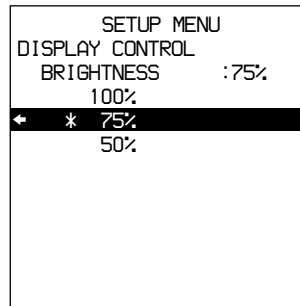 SETUP MENU
DISPLAY CONTROL
BRIGHTNESS :75%
100%
← * 75%
50%